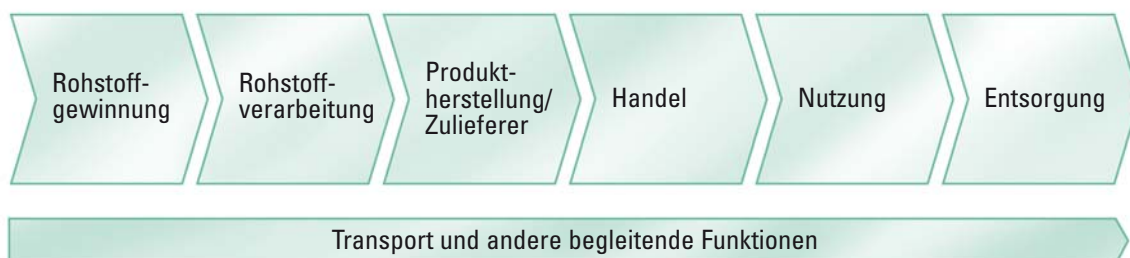 Rohstoff-
gewinnung
Rohstoff-
verarbeitung
Produkt-
herstellung/
Zulieferer
Handel
Nutzung
Entsorgung
Transport und andere begleitende Funktionen